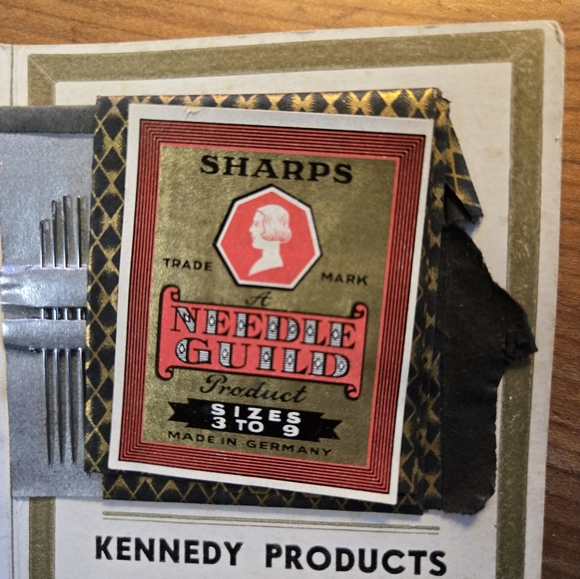 SHARPS
TRADE MARK
A
NEEDLE
GUILD
Product
SIZES
3 TO 9
MADE IN GERMANY
KENNEDY PRODUCTS